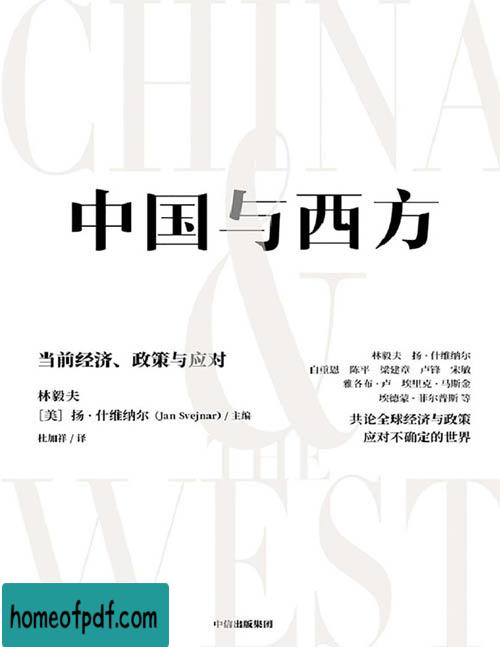 CHINA
&
中国与西方
当前经济、政策与应对
林毅夫
[美] 扬·什维纳尔 (Jan Svejnar) / 主编
杜加祥 / 译
林毅夫 扬·什维纳尔
白重恩 陈平 梁建章 卢锋 宋敏
雅各布·卢 埃里克·马斯金
埃德蒙·菲尔普斯 等
共论全球经济与政策
应对不确定的世界
THE
WEST
homeofpdf.com
中信出版集团